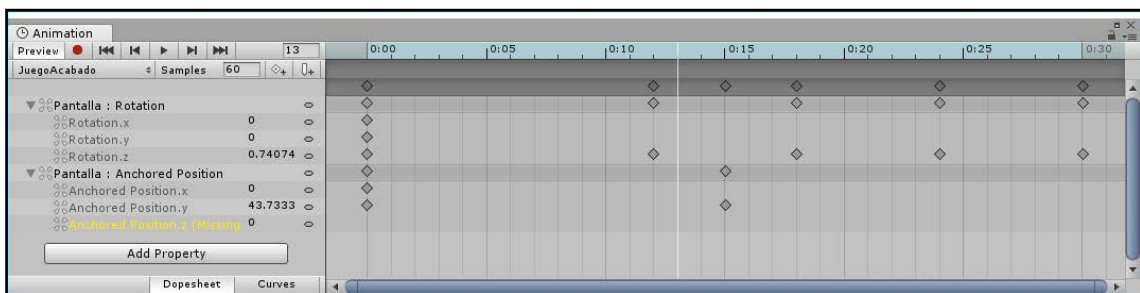 Animation
Preview 13 0:00 0:05 0:10 0:15 0:20 0:25 0:30
JuegoAcabado Samples 60
Pantalla : Rotation
Rotation.x 0
Rotation.y 0
Rotation.z 0.74074
Pantalla : Anchored Position
Anchored Position.x 0
Anchored Position.y 43.7333
Anchored Position.z (Missing 0
Add Property
Dopesheet Curves